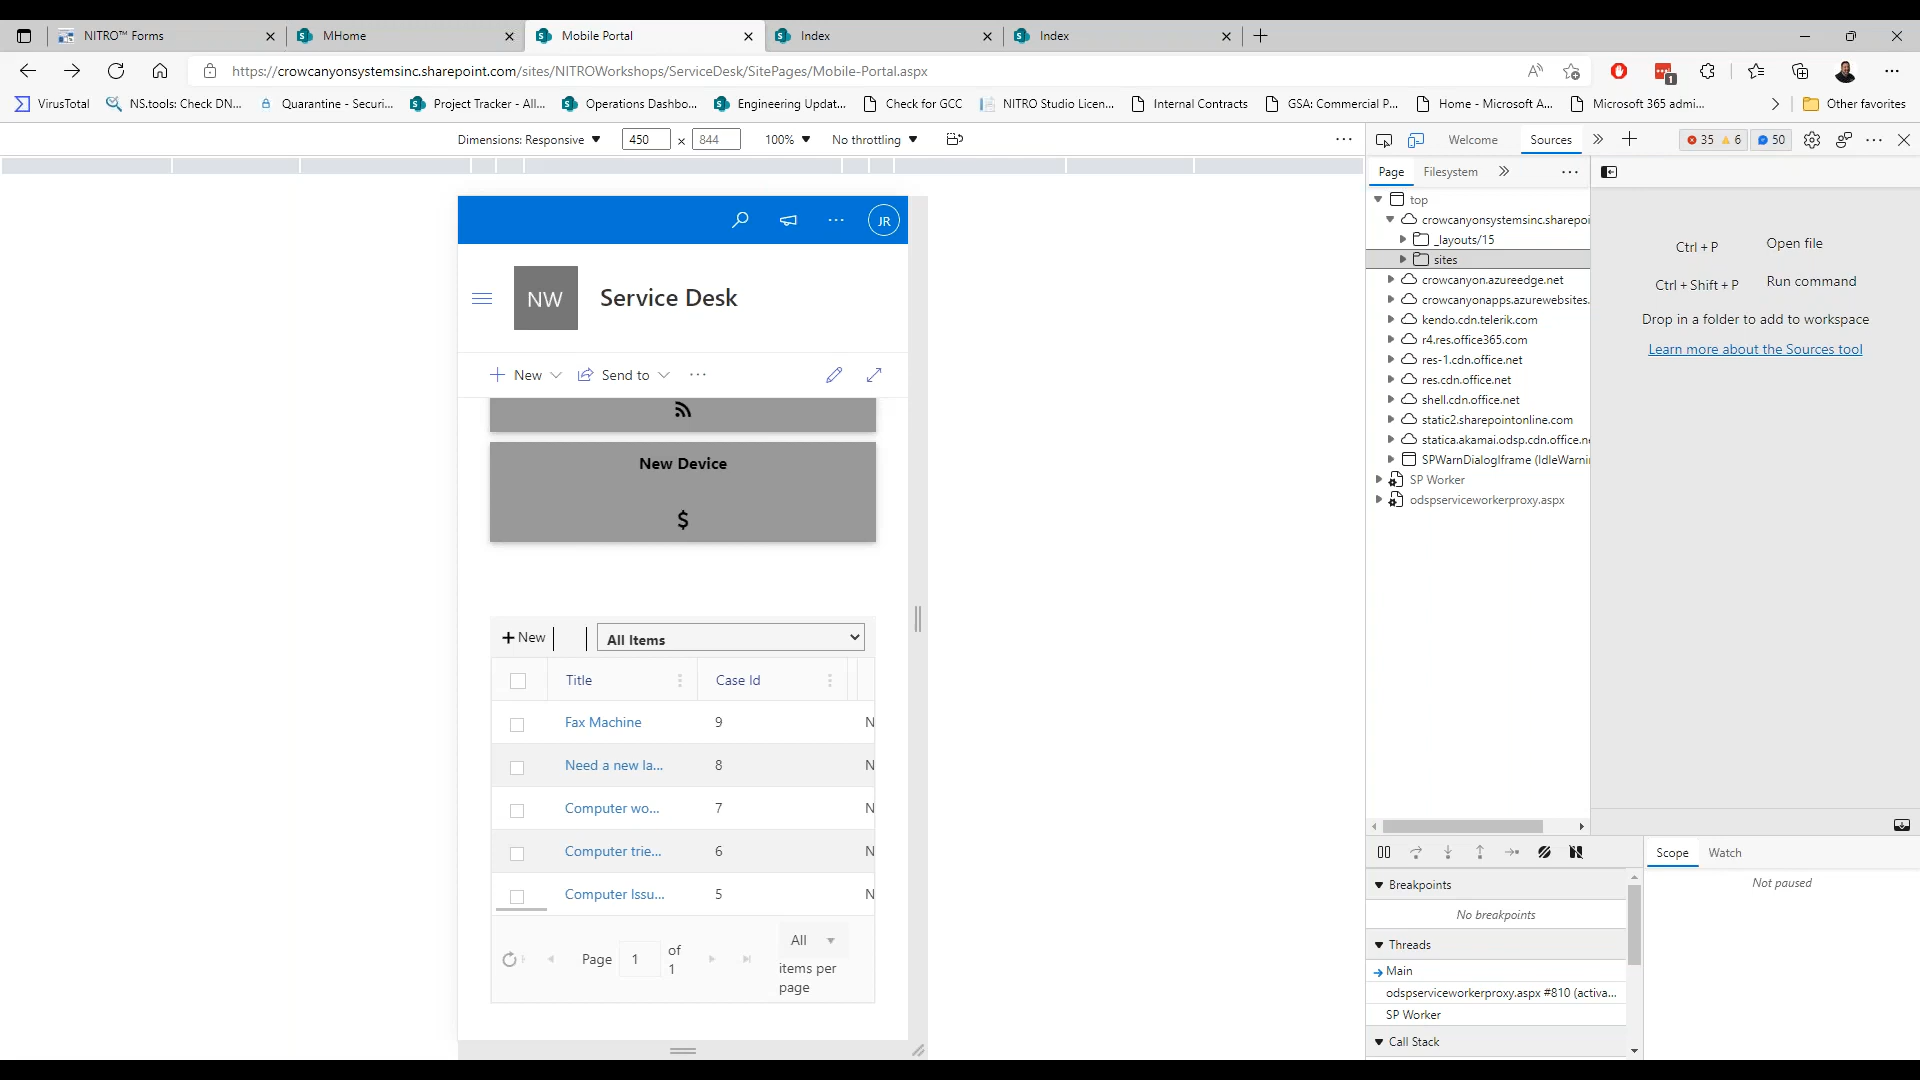 NITRO™ Forms
MHome
Mobile Portal
Index
Index
https://crowcanyonsystemsinc.sharepoint.com/sites/NITROWorkshops/ServiceDesk/SitePages/Mobile-Portal.aspx
1
VirusTotal
NS.tools: Check DN...
Quarantine - Securi...
Project Tracker - All...
Operations Dashbo...
Engineering Updat...
Check for GCC
NITRO Studio Licen...
Internal Contracts
GSA: Commercial P...
Home - Microsoft A...
Microsoft 365 admi...
Other favorites
Dimensions: Responsive
450
x
844
100%
No throttling
Welcome
Sources
35
6
50
Page
Filesystem
top
crowcanyonsystemsinc.sharepoi
_layouts/15
sites
crowcanyon.azureedge.net
crowcanyonapps.azurewebsites.
kendo.cdn.telerik.com
r4.res.office365.com
res-1.cdn.office.net
res.cdn.office.net
shell.cdn.office.net
static2.sharepointonline.com
statica.akamai.odsp.cdn.office.ne
SPWarnDialogIframe (IdleWarni
SP Worker
odspserviceworkerproxy.aspx
Ctrl + P
Open file
Ctrl + Shift + P
Run command
Drop in a folder to add to workspace
Learn more about the Sources tool
JR
NW
Service Desk
New
Send to
New Device
$
New
All Items
Title
Case Id
Fax Machine
9
N
Need a new la...
8
N
Computer wo...
7
N
Computer trie...
6
N
Computer Issu...
5
N
Page
1
of
1
All
items per
page
Scope
Watch
Not paused
Breakpoints
No breakpoints
Threads
Main
odspserviceworkerproxy.aspx #810 (activa...
SP Worker
Call Stack